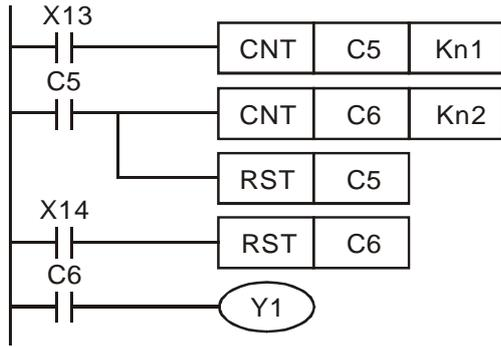 X13
CNT C5 Kn1
C5
CNT C6 Kn2
RST C5
X14
RST C6
C6
Y1